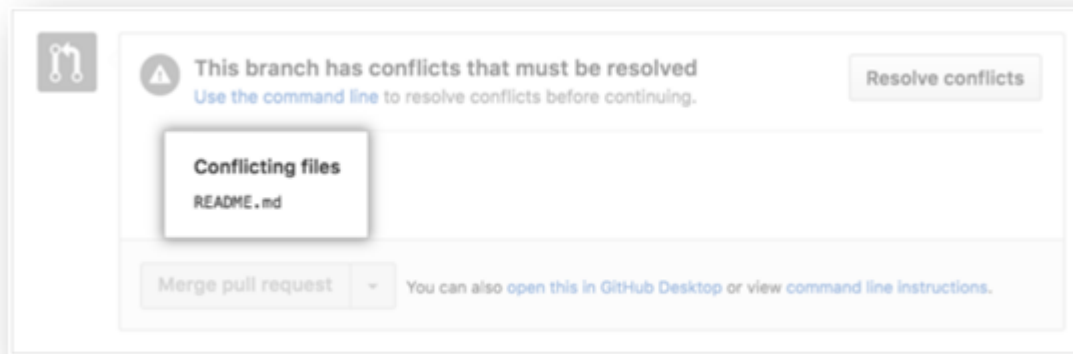 This branch has conflicts that must be resolved
Use the command line to resolve conflicts before continuing.
Resolve conflicts
Conflicting files
README.md
Merge pull request
You can also open this in GitHub Desktop or view command line instructions.